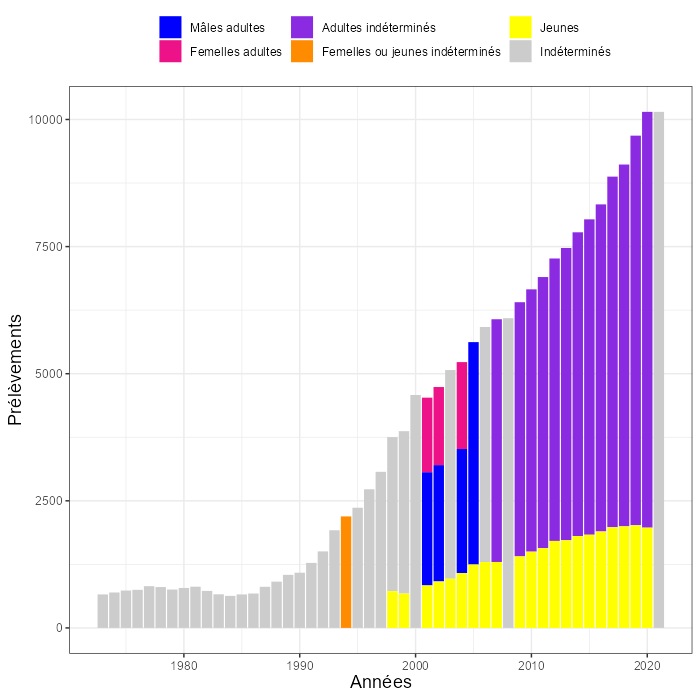 Mâles adultes Adultes indéterminés Jeunes
Femelles adultes Femelles ou jeunes indéterminés Indéterminés
10000
7500
5000
2500
0
Prélèvements
1980 1990 2000 2010 2020
Années